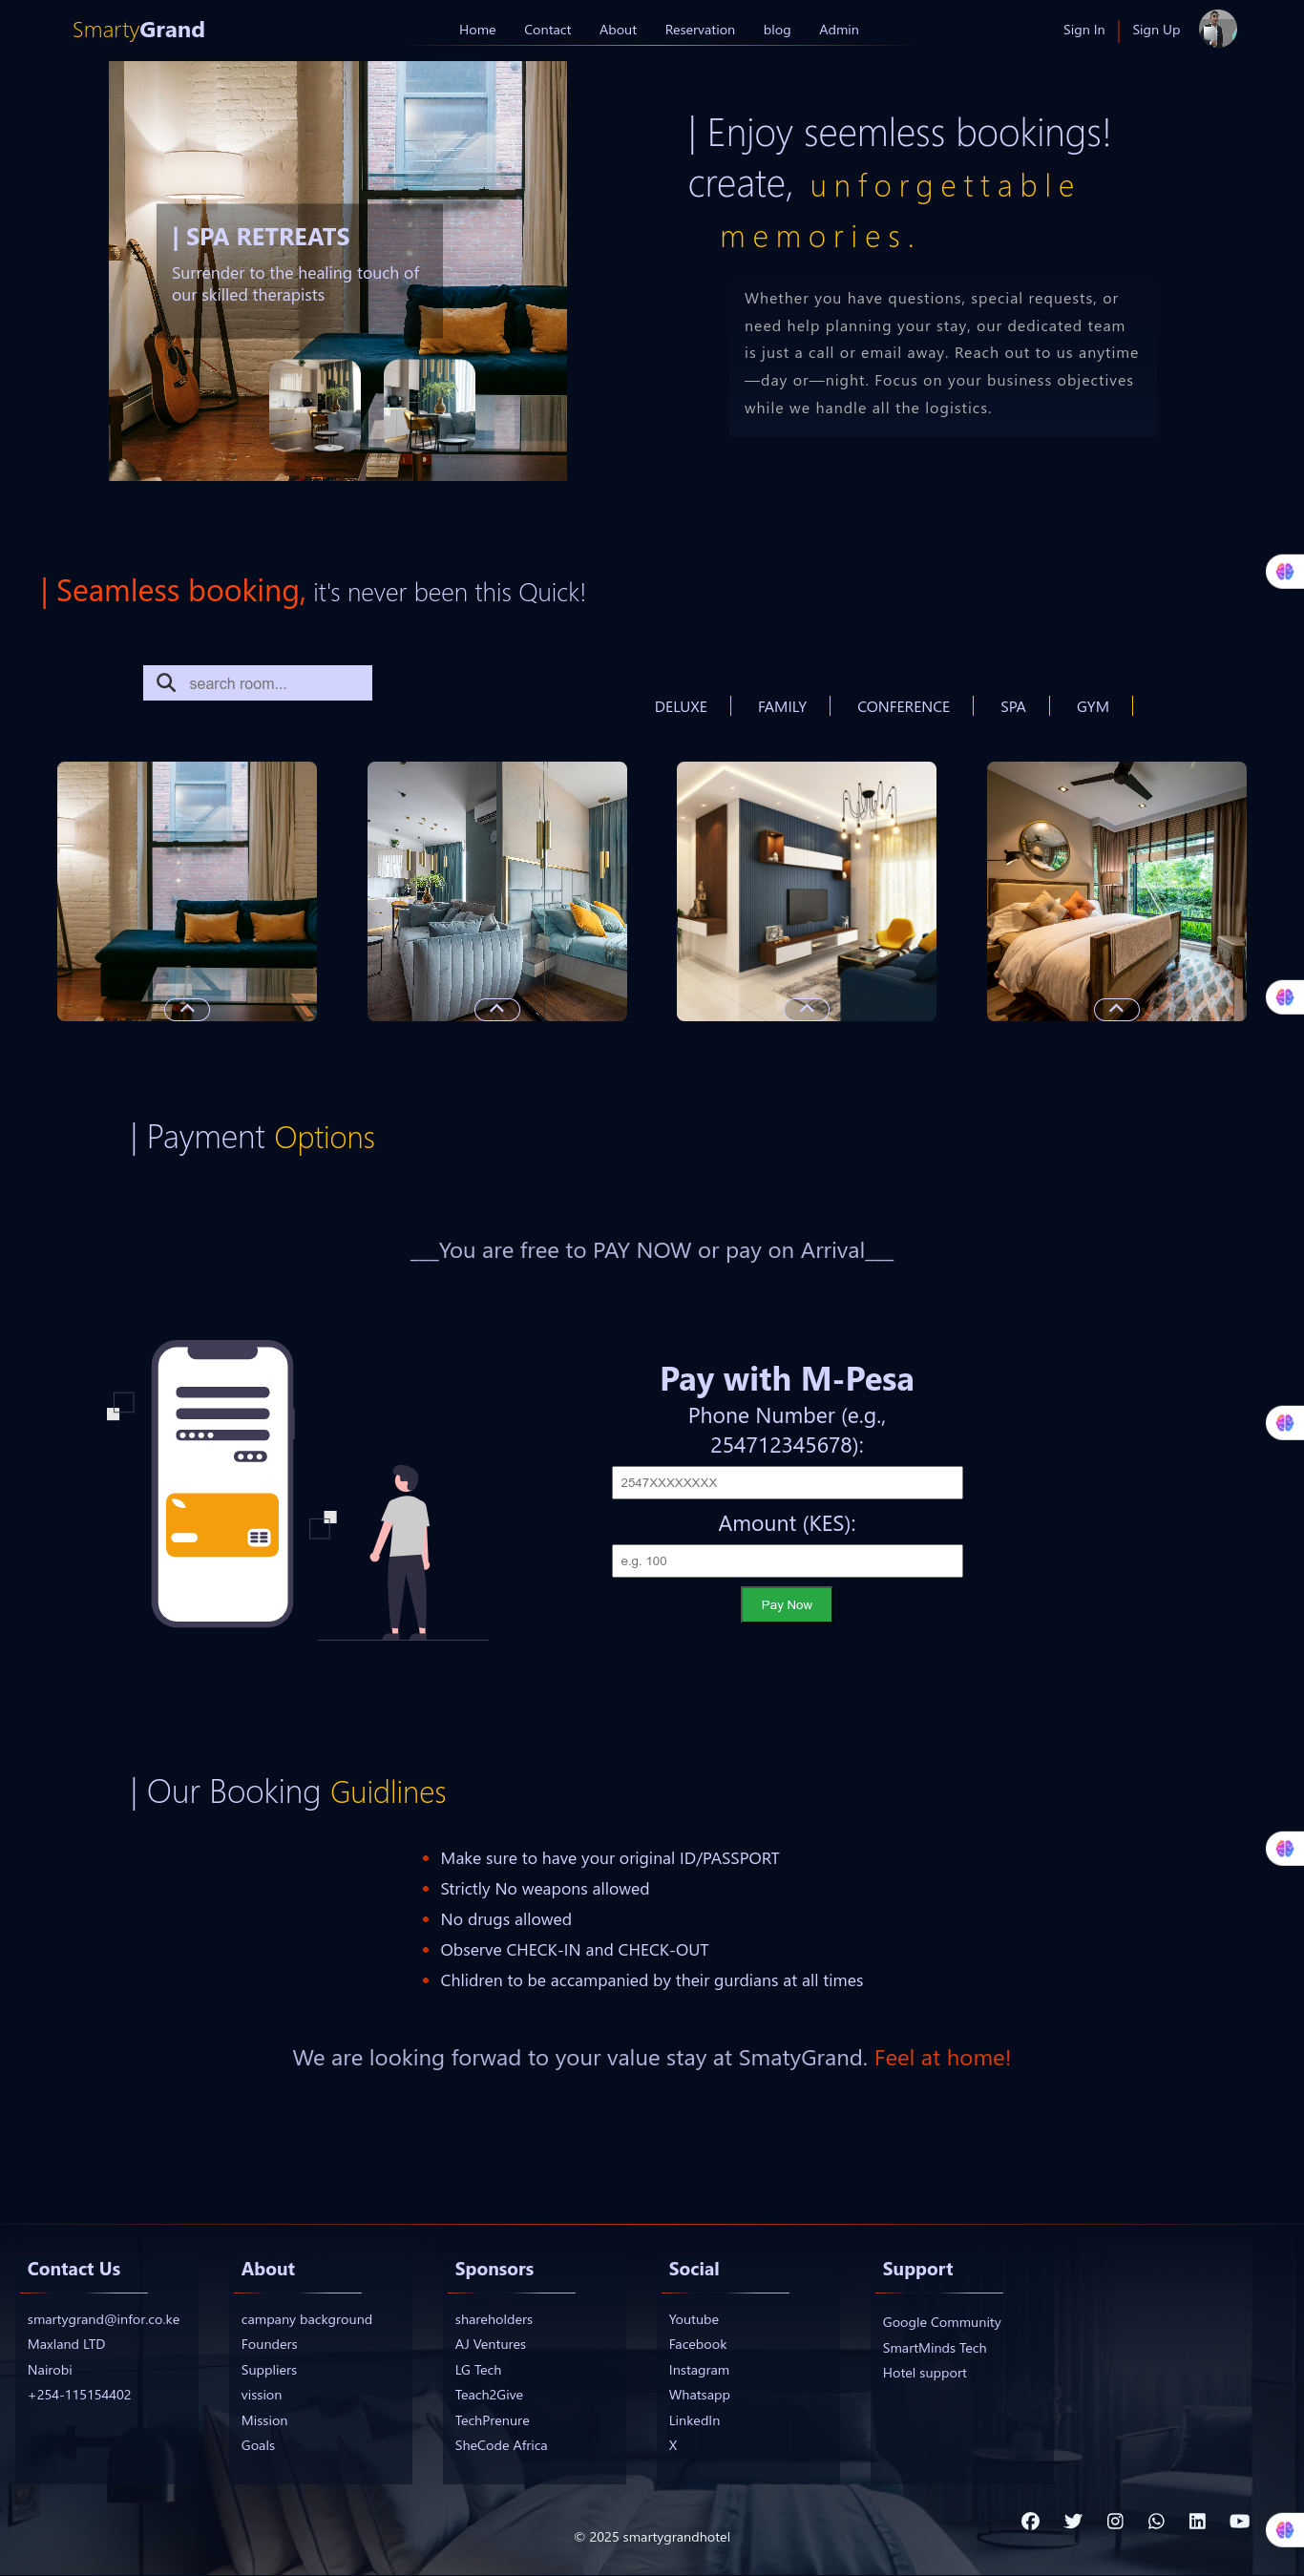 SmartyGrand
Home Contact About Reservation blog Admin
Sign In Sign Up
| SPA RETREATS
Surrender to the healing touch of
our skilled therapists
| Enjoy seemless bookings!
create, unforgettable
memories.
Whether you have questions, special requests, or
need help planning your stay, our dedicated team
is just a call or email away. Reach out to us anytime
—day or—night. Focus on your business objectives
while we handle all the logistics.
| Seamless booking, it's never been this Quick!
search room...
DELUXE FAMILY CONFERENCE SPA GYM
| Payment Options
___You are free to PAY NOW or pay on Arrival___
Pay with M-Pesa
Phone Number (e.g.,
254712345678):
2547XXXXXXXX
Amount (KES):
e.g. 100
Pay Now
| Our Booking Guidlines
• Make sure to have your original ID/PASSPORT
• Strictly No weapons allowed
• No drugs allowed
• Observe CHECK-IN and CHECK-OUT
• Chlidren to be accampanied by their gurdians at all times
We are looking forwad to your value stay at SmatyGrand. Feel at home!
Contact Us
smartygrand@infor.co.ke
Maxland LTD
Nairobi
+254-115154402
About
campany background
Founders
Suppliers
vission
Mission
Goals
Sponsors
shareholders
AJ Ventures
LG Tech
Teach2Give
TechPrenure
SheCode Africa
Social
Youtube
Facebook
Instagram
Whatsapp
LinkedIn
X
Support
Google Community
SmartMinds Tech
Hotel support
© 2025 smartygrandhotel